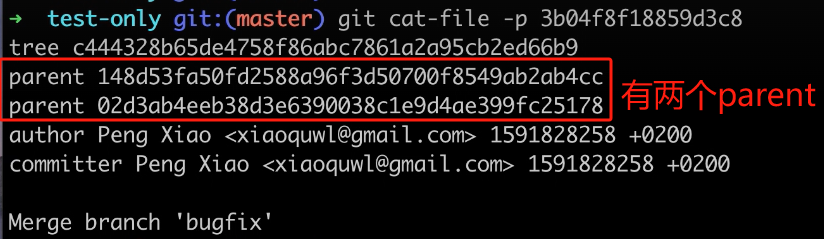 ➜  test-only git:(master) git cat-file -p 3b04f8f18859d3c8
tree c444328b65de4758f86abc7861a2a95cb2ed66b9
parent 148d53fa50fd2588a96f3d50700f8549ab2ab4cc
parent 02d3ab4eeb38d3e6390038c1e9d4ae399fc25178
有两个parent
author Peng Xiao <xiaoquwl@gmail.com> 1591828258 +0200
committer Peng Xiao <xiaoquwl@gmail.com> 1591828258 +0200
Merge branch 'bugfix'